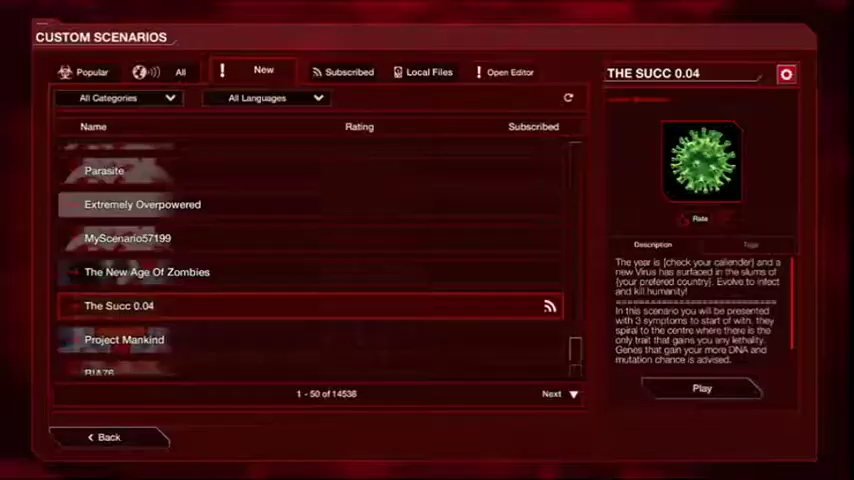 CUSTOM SCENARIOS
Popular
All
New
Subscribed
Local Files
Open Editor
All Categories
All Languages
Name
Rating
Subscribed
Parasite
Extremely Overpowered
MyScenario57199
The New Age Of Zombies
The Succ 0.04
Project Mankind
1 - 50 of 14536
Next
Back
THE SUCC 0.04
Rate
Description
Tags
The year is {check your callender} and a
new Virus has surfaced in the slums of
{your prefered country}. Evolve to infect
and kill humanity!
==============================
In this scenario you will be presented
with 3 symptoms to start of with, they
spiral to the centre where there is the
only trait that gains you any lethality.
Genes that gain your more DNA and
mutation chance is advised.
Play